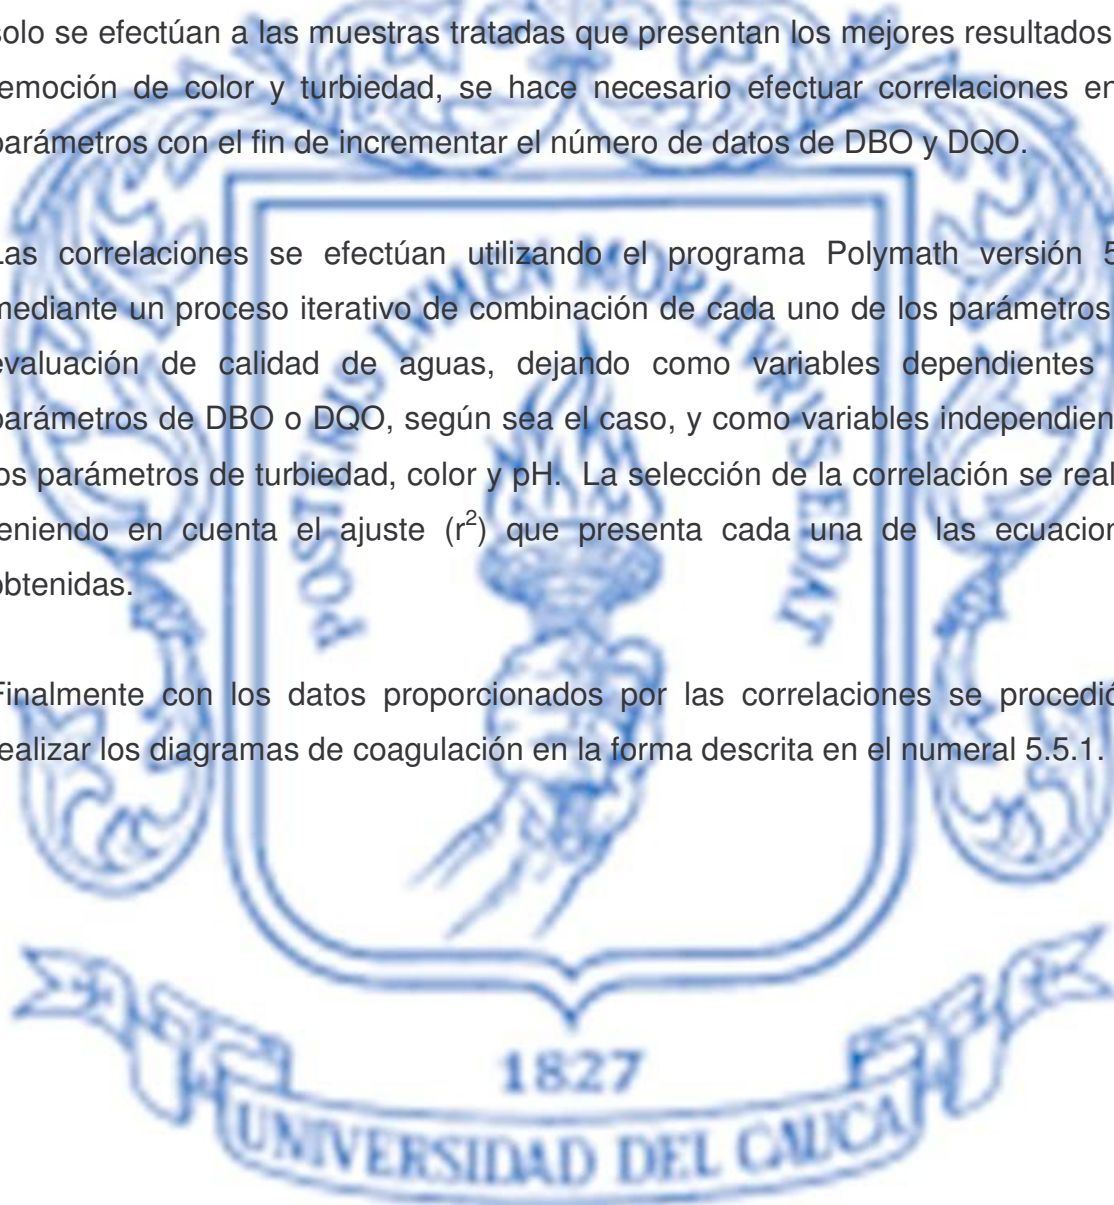 solo se efectúan a las muestras tratadas que presentan los mejores resultados
remoción de color y turbiedad, se hace necesario efectuar correlaciones en
parámetros con el fin de incrementar el número de datos de DBO y DQO.
Las correlaciones se efectúan utilizando el programa Polymath versión 5
mediante un proceso iterativo de combinación de cada uno de los parámetros
evaluación de calidad de aguas, dejando como variables dependientes
parámetros de DBO o DQO, según sea el caso, y como variables independien
los parámetros de turbiedad, color y pH. La selección de la correlación se real
teniendo en cuenta el ajuste (r²) que presenta cada una de las ecuacion
obtenidas.
Finalmente con los datos proporcionados por las correlaciones se procedió
realizar los diagramas de coagulación en la forma descrita en el numeral 5.5.1.
POSTERIS LVMEN MORITVRVS EDAT
1827
UNIVERSIDAD DEL CAUCA